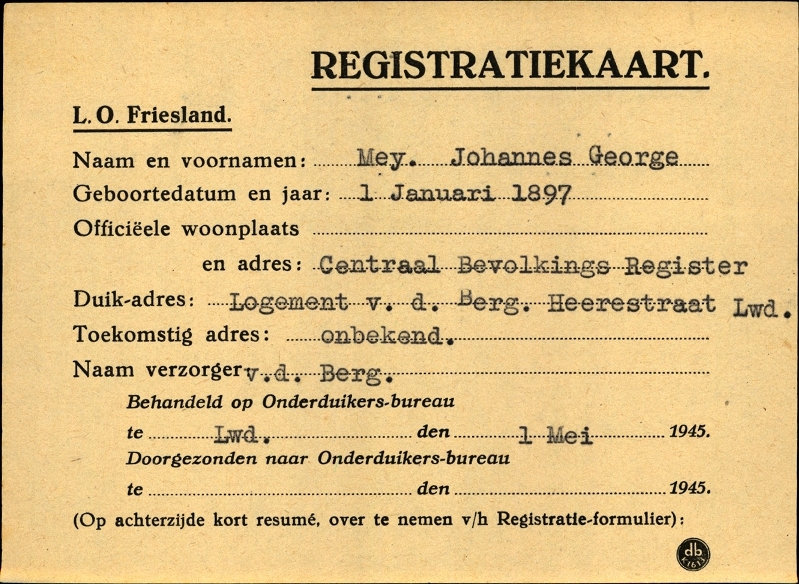 REGISTRATIEKAART.
L. O. Friesland.
Naam en voornamen: Mey. Johannes George
Geboortedatum en jaar: 1 Januari 1897
Officiëele woonplaats
en adres: Centraal Bevolkings Register
Duik-adres: Logement v. d. Berg. Heerestraat Lwd.
Toekomstig adres: onbekend.
Naam verzorger v.d. Berg.
Behandeld op Onderduikers-bureau
te Lwd. den 1 Mei 1945.
Doorgezonden naar Onderduikers-bureau
te den 1945.
(Op achterzijde kort resumé, over te nemen v/h Registratie-formulier):
db
K 1613